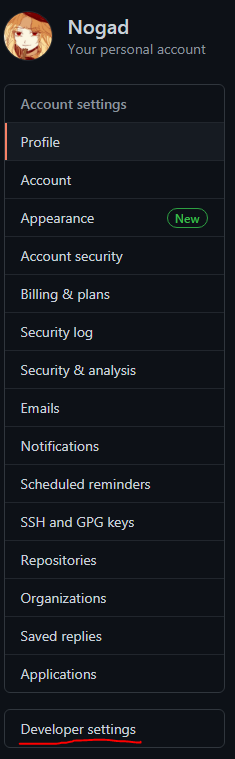 Nogad
Your personal account
Account settings
Profile
Account
Appearance New
Account security
Billing & plans
Security log
Security & analysis
Emails
Notifications
Scheduled reminders
SSH and GPG keys
Repositories
Organizations
Saved replies
Applications
Developer settings